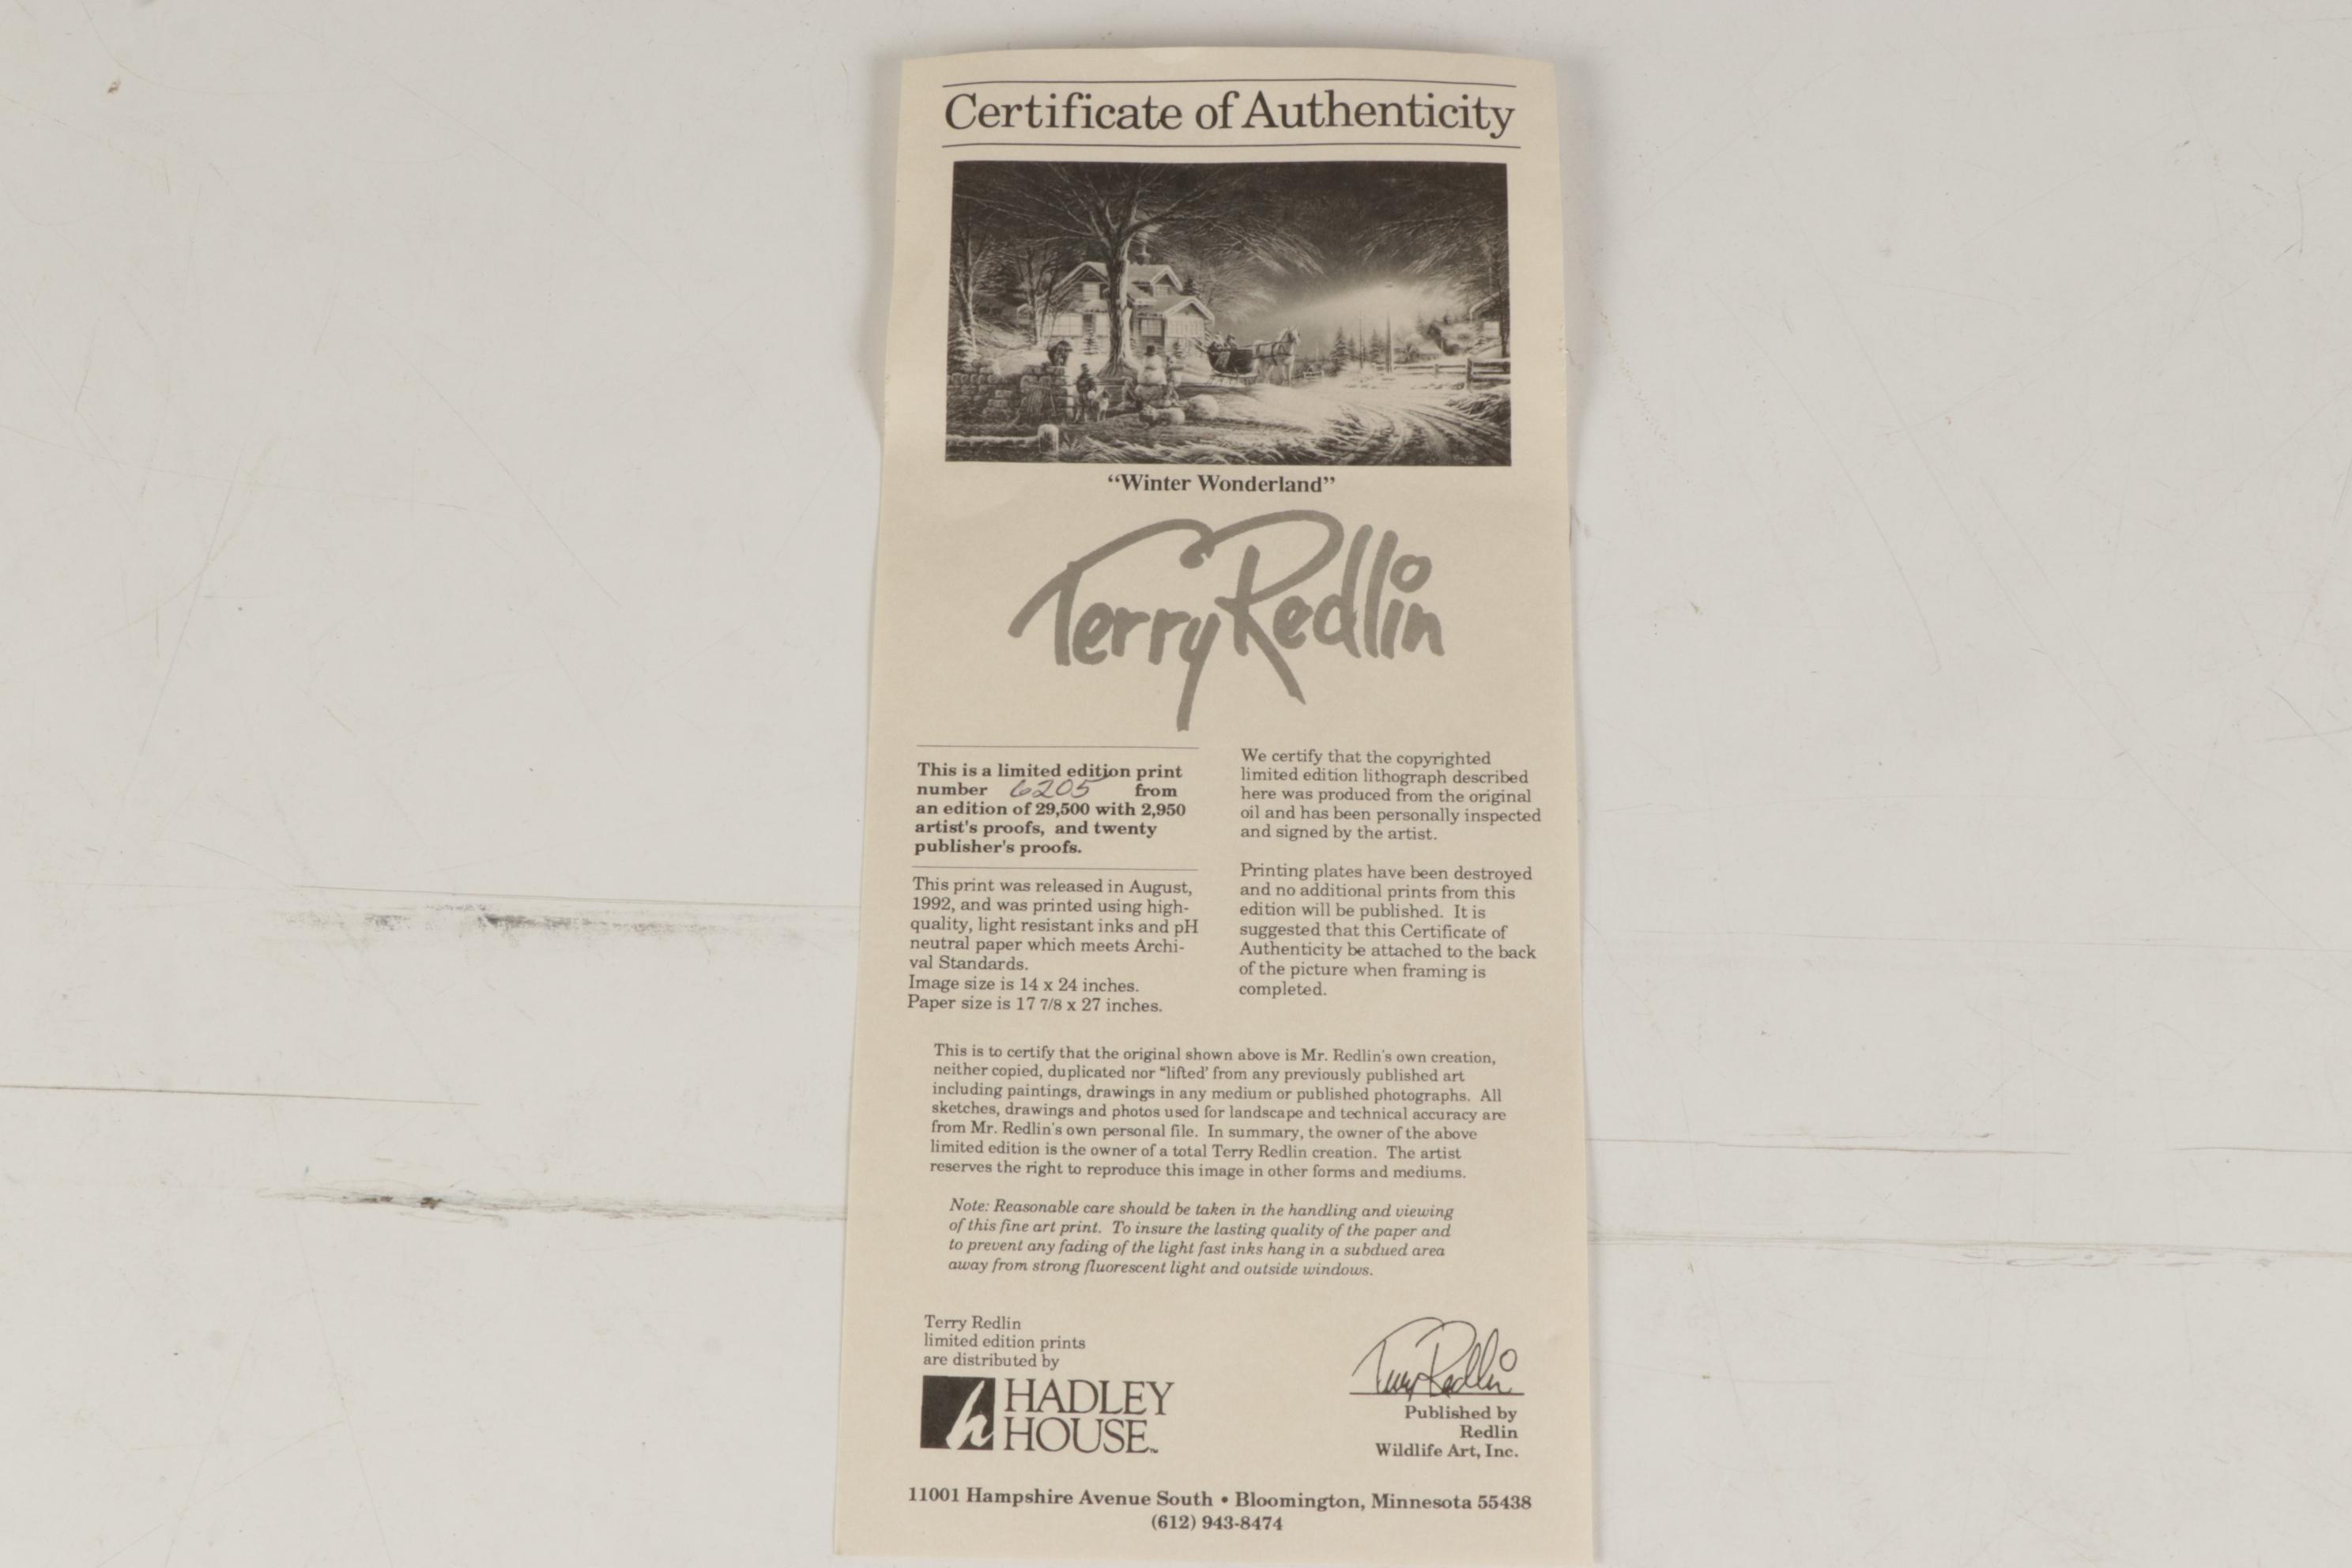 Certificate of Authenticity
“Winter Wonderland”
Terry Redlin
This is a limited edition print
number 6205 from
an edition of 29,500 with 2,950
artist's proofs, and twenty
publisher's proofs.
This print was released in August,
1992, and was printed using high-
quality, light resistant inks and pH
neutral paper which meets Archi-
val Standards.
Image size is 14 x 24 inches.
Paper size is 17 7/8 x 27 inches.
We certify that the copyrighted
limited edition lithograph described
here was produced from the original
oil and has been personally inspected
and signed by the artist.
Printing plates have been destroyed
and no additional prints from this
edition will be published. It is
suggested that this Certificate of
Authenticity be attached to the back
of the picture when framing is
completed.
This is to certify that the original shown above is Mr. Redlin's own creation,
neither copied, duplicated nor "lifted' from any previously published art
including paintings, drawings in any medium or published photographs. All
sketches, drawings and photos used for landscape and technical accuracy are
from Mr. Redlin's own personal file. In summary, the owner of the above
limited edition is the owner of a total Terry Redlin creation. The artist
reserves the right to reproduce this image in other forms and mediums.
Note: Reasonable care should be taken in the handling and viewing
of this fine art print. To insure the lasting quality of the paper and
to prevent any fading of the light fast inks hang in a subdued area
away from strong fluorescent light and outside windows.
Terry Redlin
limited edition prints
are distributed by
h HADLEY
HOUSE™
Terry Redlin
Published by
Redlin
Wildlife Art, Inc.
11001 Hampshire Avenue South • Bloomington, Minnesota 55438
(612) 943-8474